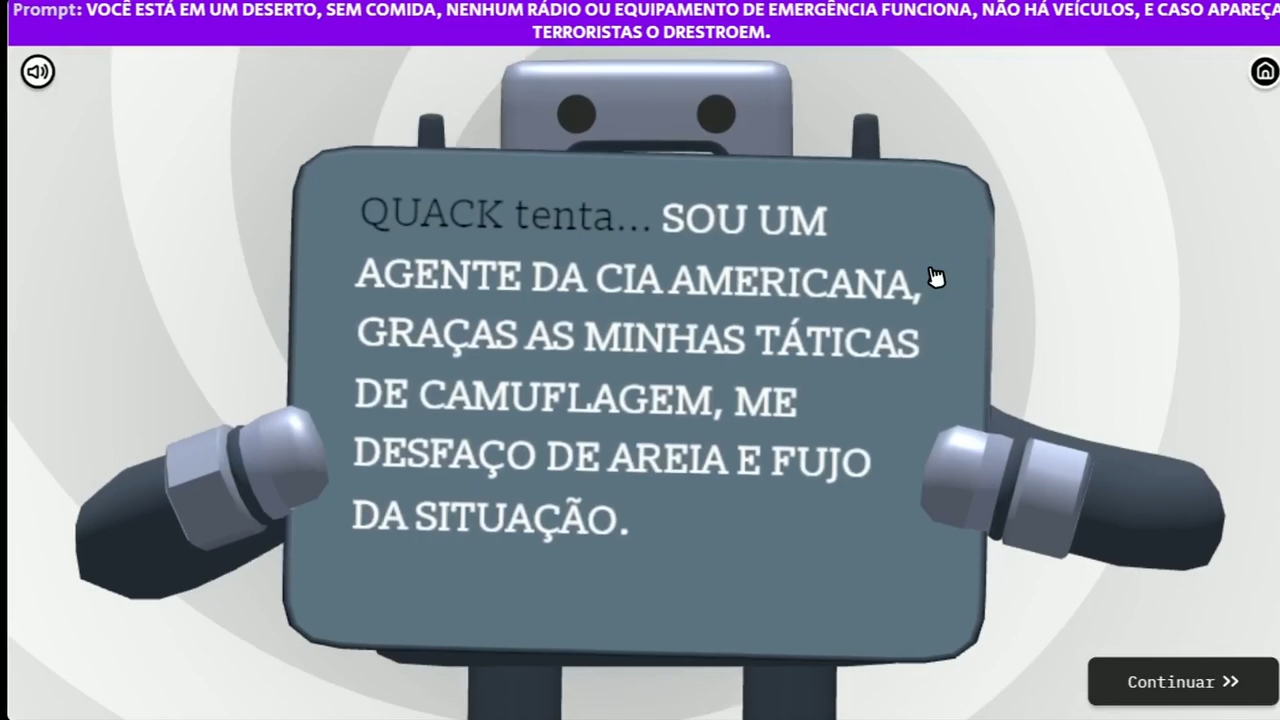 Prompt: VOCÊ ESTÁ EM UM DESERTO, SEM COMIDA, NENHUM RÁDIO OU EQUIPAMENTO DE EMERGÊNCIA FUNCIONA, NÃO HÁ VEÍCULOS, E CASO APAREÇA
TERRORISTAS O DRESTROEM.
QUACK tenta... SOU UM
AGENTE DA CIA AMERICANA,
GRAÇAS AS MINHAS TÁTICAS
DE CAMUFLAGEM, ME
DESFAÇO DE AREIA E FUJO
DA SITUAÇÃO.
Continuar